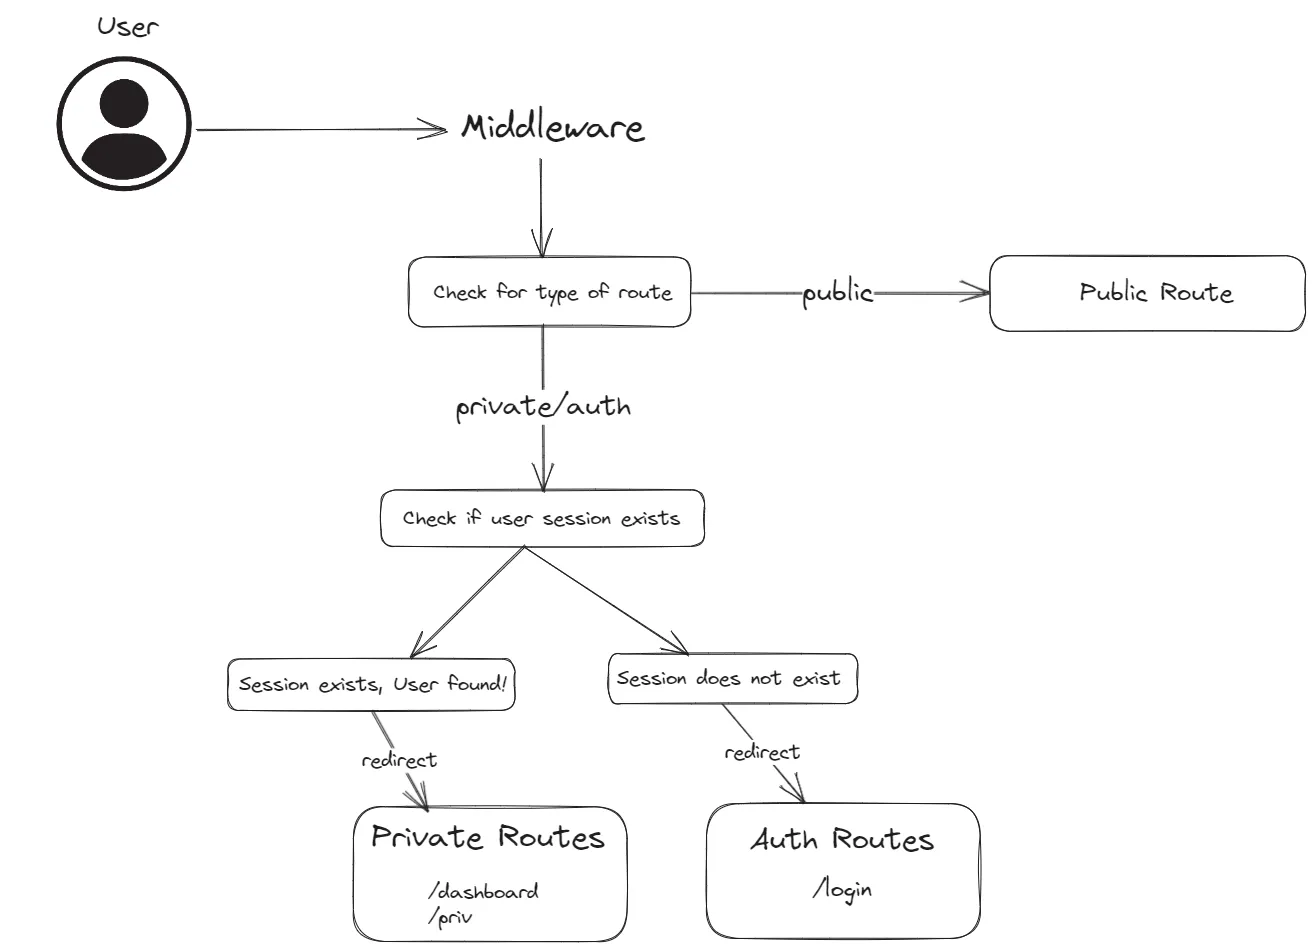 User
Middleware
Check for type of route
public
Public Route
private/auth
Check if user session exists
Session exists, User found!
Session does not exist
redirect
redirect
Private Routes
/dashboard
/priv
Auth Routes
/login